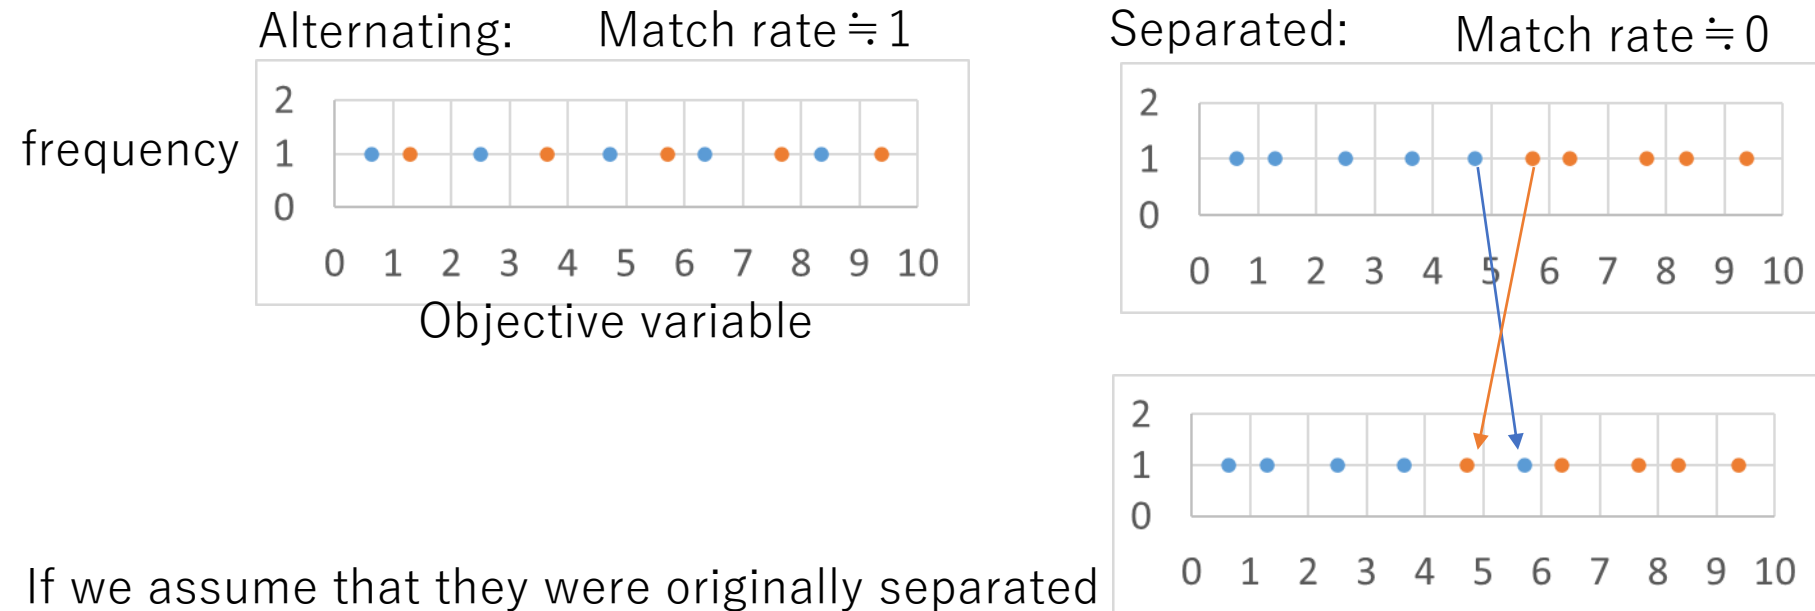 Alternating: Match rate≒1
2
frequency
1
0
0 1 2 3 4 5 6 7 8 9 10
Objective variable
Separated: Match rate≒0
2
1
0
0 1 2 3 4 5 6 7 8 9 10
2
1
0
0 1 2 3 4 5 6 7 8 9 10
If we assume that they were originally separated